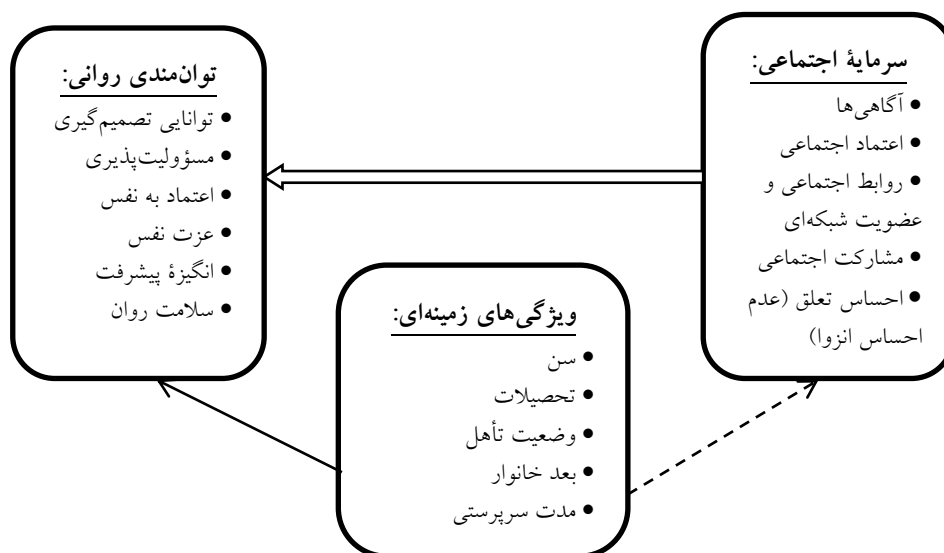 سرمایهٔ اجتماعی:
• آگاهی‌ها
• اعتماد اجتماعی
• روابط اجتماعی و
عضویت شبکه‌ای
• مشارکت اجتماعی
• احساس تعلق (عدم
احساس انزوا)
توان‌مندی روانی:
• توانایی تصمیم‌گیری
• مسؤولیت‌پذیری
• اعتماد به نفس
• عزت نفس
• انگیزهٔ پیشرفت
• سلامت روان
ویژگی‌های زمینه‌ای:
• سن
• تحصیلات
• وضعیت تأهل
• بعد خانوار
• مدت سرپرستی